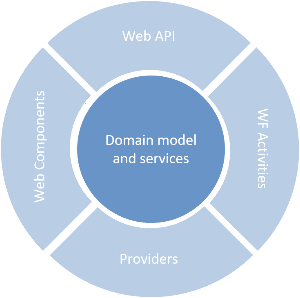 Web API
Web Components
Domain model
and services
WF Activities
Providers